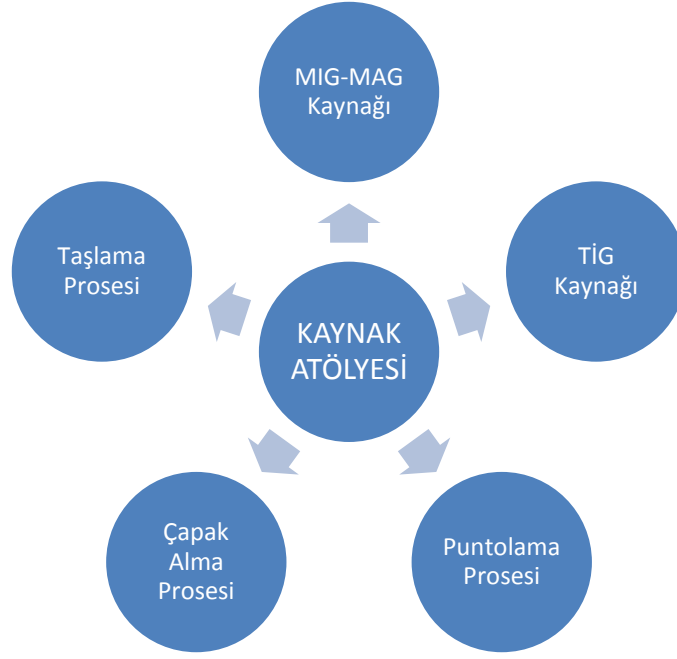 MIG-MAG
Kaynağı
Taşlama
Prosesi
TİG
Kaynağı
KAYNAK
ATÖLYESİ
Çapak
Alma
Prosesi
Puntolama
Prosesi